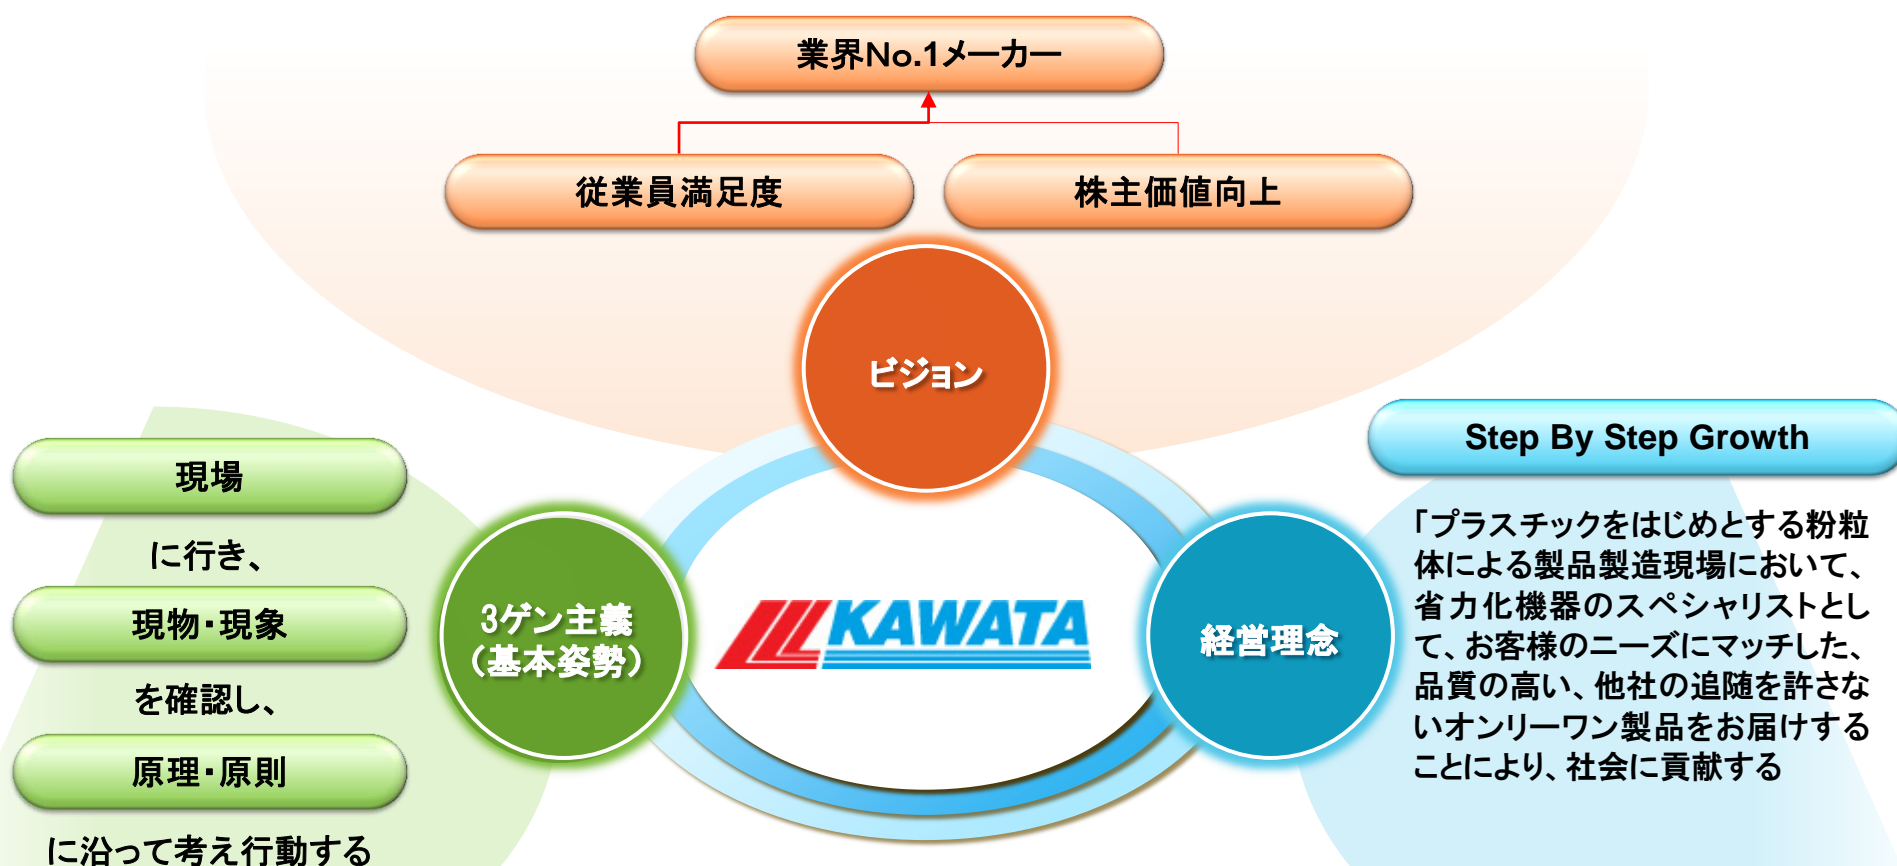 業界No.1メーカー
従業員満足度
株主価値向上
ビジョン
現場
に行き、
現物・現象
を確認し、
原理・原則
に沿って考え行動する
3ゲン主義
（基本姿勢）
KAWATA
経営理念
Step By Step Growth
「プラスチックをはじめとする粉粒
体による製品製造現場において、
省力化機器のスペシャリストとし
て、お客様のニーズにマッチした、
品質の高い、他社の追随を許さな
いオンリーワン製品をお届けする
ことにより、社会に貢献する